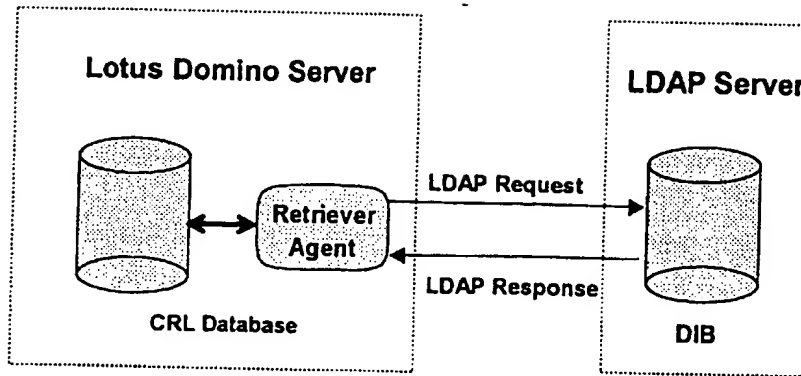 Lotus Domino Server
LDAP Server
LDAP Request
Retriever
Agent
LDAP Response
CRL Database
DIB